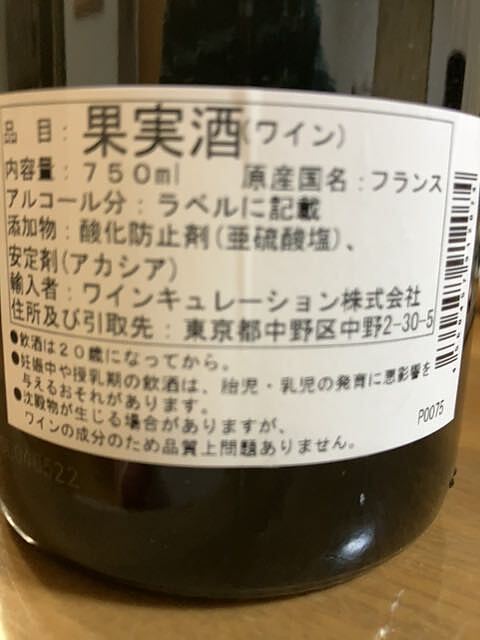 品 目: 果実酒(ワイン)
内容量: 750ml 原産国名:フランス
アルコール分:ラベルに記載
添加物:酸化防止剤(亜硫酸塩)、
安定剤(アカシア)
輸入者:ワインキュレーション株式会社
住所及び引取先:東京都中野区中野2-30-5
●飲酒は20歳になってから。
●妊娠中や授乳期の飲酒は、胎児・乳児の発育に悪影響を
与えるおそれがあります。
●沈殿物が生じる場合がありますが、
ワインの成分のため品質上問題ありません。
P0075